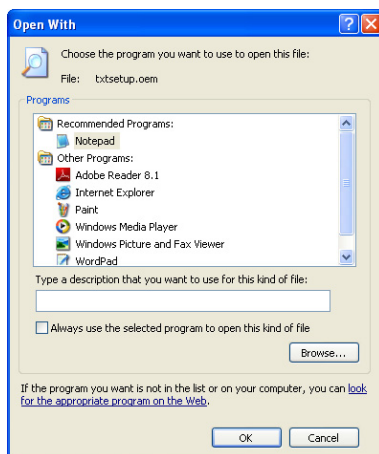 Open With
Choose the program you want to use to open this file:
File: txtsetup.oem
Programs
Recommended Programs:
Notepad
Other Programs:
Adobe Reader 8.1
Internet Explorer
Paint
Windows Media Player
Windows Picture and Fax Viewer
WordPad
Type a description that you want to use for this kind of file:
Always use the selected program to open this kind of file
Browse...
If the program you want is not in the list or on your computer, you can look
for the appropriate program on the Web.
OK Cancel